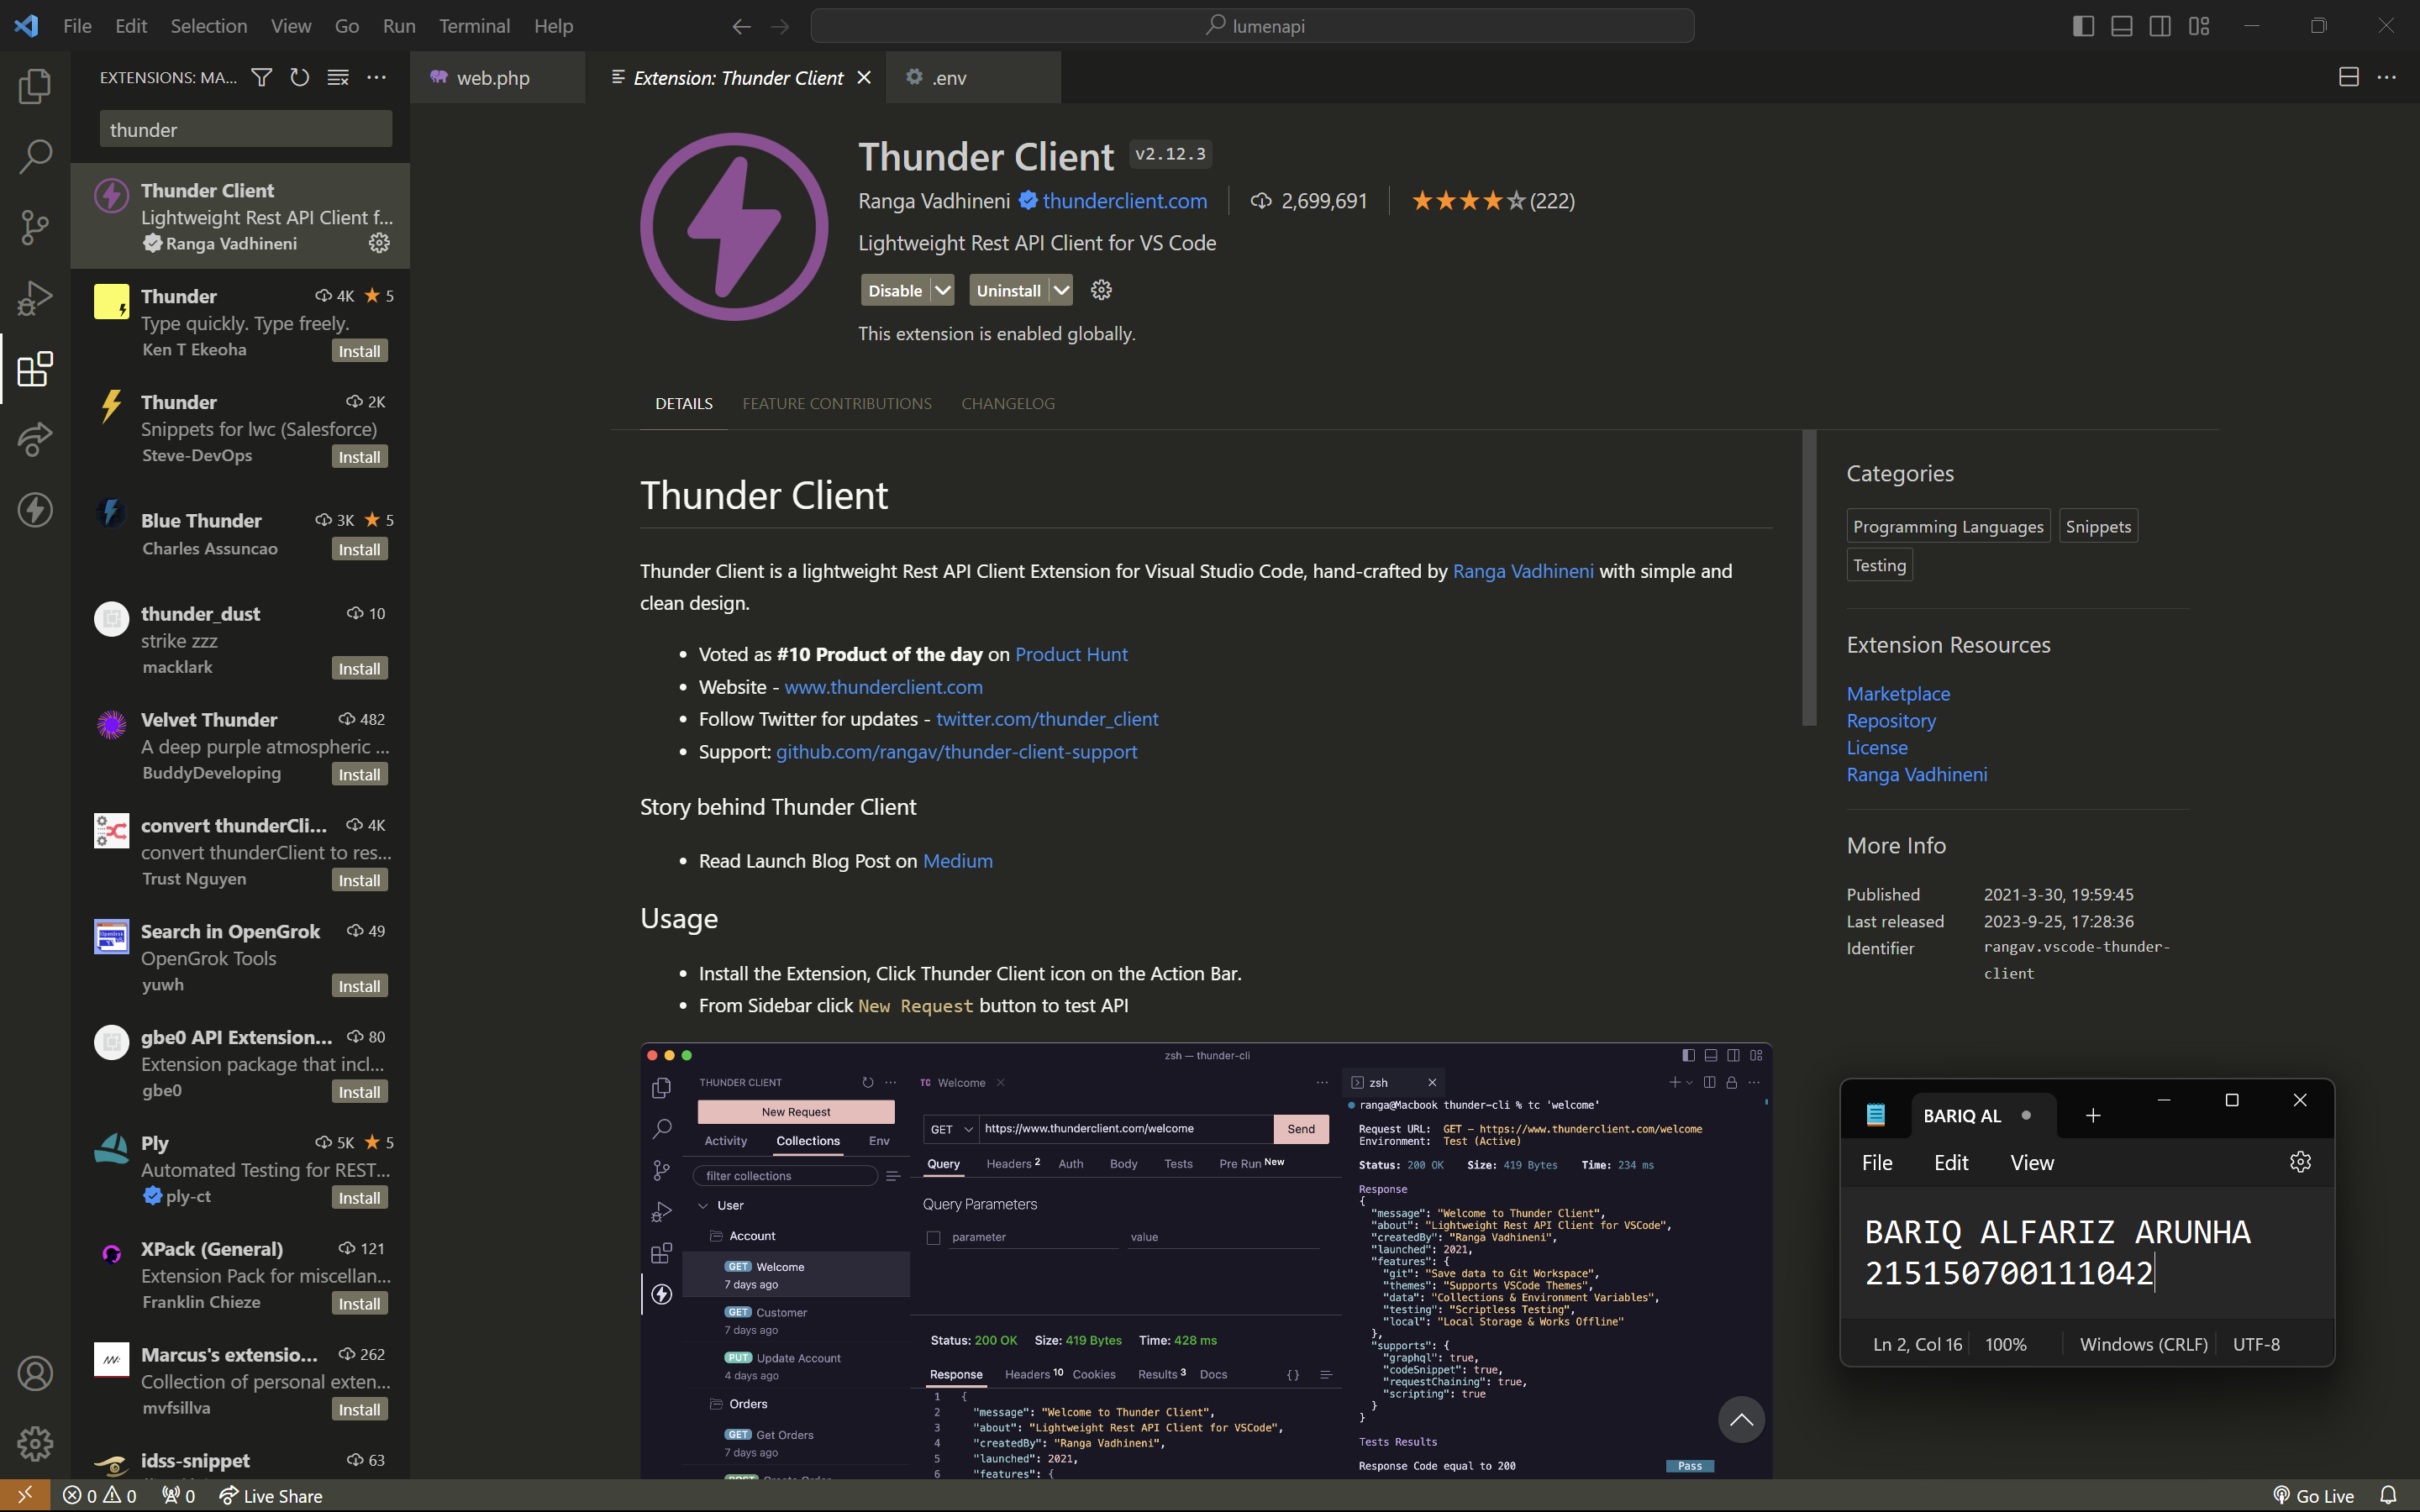 File Edit Selection View Go Run Terminal Help
lumenapi
EXTENSIONS: MA...
thunder
Thunder Client
Lightweight Rest API Client f...
Ranga Vadhineni
Thunder 4K 5
Type quickly. Type freely.
Ken T Ekeoha Install
Thunder 2K
Snippets for lwc (Salesforce)
Steve-DevOps Install
Blue Thunder 3K 5
Charles Assuncao Install
thunder_dust 10
strike zzz
macklark Install
Velvet Thunder 482
A deep purple atmospheric ...
BuddyDeveloping Install
convert thunderCli... 4K
convert thunderClient to res...
Trust Nguyen Install
Search in OpenGrok 49
OpenGrok Tools
yuwh Install
gbe0 API Extension... 80
Extension package that incl...
gbe0 Install
Ply 5K 5
Automated Testing for REST...
ply-ct Install
XPack (General) 121
Extension Pack for miscellan...
Franklin Chieze Install
Marcus's extensio... 262
Collection of personal exten...
mvfsillva Install
idss-snippet 63
web.php
Extension: Thunder Client
.env
Thunder Client v2.12.3
Ranga Vadhineni thunderclient.com 2,699,691 (222)
Lightweight Rest API Client for VS Code
Disable Uninstall
This extension is enabled globally.
DETAILS FEATURE CONTRIBUTIONS CHANGELOG
Thunder Client
Thunder Client is a lightweight Rest API Client Extension for Visual Studio Code, hand-crafted by Ranga Vadhineni with simple and
clean design.
• Voted as #10 Product of the day on Product Hunt
• Website - www.thunderclient.com
• Follow Twitter for updates - twitter.com/thunder_client
• Support: github.com/rangav/thunder-client-support
Story behind Thunder Client
• Read Launch Blog Post on Medium
Usage
• Install the Extension, Click Thunder Client icon on the Action Bar.
• From Sidebar click New Request button to test API
zsh — thunder-cli
THUNDER CLIENT
New Request
Activity Collections Env
filter collections
User
Account
GET Welcome
7 days ago
GET Customer
7 days ago
PUT Update Account
4 days ago
Orders
GET Get Orders
7 days ago
TC Welcome
GET https://www.thunderclient.com/welcome Send
Query Headers 2 Auth Body Tests Pre Run New
Query Parameters
parameter value
Status: 200 OK Size: 419 Bytes Time: 428 ms
Response Headers 10 Cookies Results 3 Docs { }
1 {
2 "message": "Welcome to Thunder Client",
3 "about": "Lightweight Rest API Client for VSCode",
4 "createdBy": "Ranga Vadhineni",
5 "launched": 2021,
6 "features": {
zsh
ranga@Macbook thunder-cli % tc 'welcome'
Request URL: GET – https://www.thunderclient.com/welcome
Environment: Test (Active)
Status: 200 OK Size: 419 Bytes Time: 234 ms
Response
{
"message": "Welcome to Thunder Client",
"about": "Lightweight Rest API Client for VSCode",
"createdBy": "Ranga Vadhineni",
"launched": 2021,
"features": {
"git": "Save data to Git Workspace",
"themes": "Supports VSCode Themes",
"data": "Collections & Environment Variables",
"testing": "Scriptless Testing",
"local": "Local Storage & Works Offline"
},
"supports": {
"graphql": true,
"codeSnippet": true,
"requestChaining": true,
"scripting": true
}
}
Tests Results
Response Code equal to 200 Pass
Categories
Programming Languages Snippets
Testing
Extension Resources
Marketplace
Repository
License
Ranga Vadhineni
More Info
Published 2021-3-30, 19:59:45
Last released 2023-9-25, 17:28:36
Identifier rangav.vscode-thunder-
client
BARIQ AL
File Edit View
BARIQ ALFARIZ ARUNHA
215150700111042
Ln 2, Col 16 100% Windows (CRLF) UTF-8
0 0 0 Live Share
Go Live